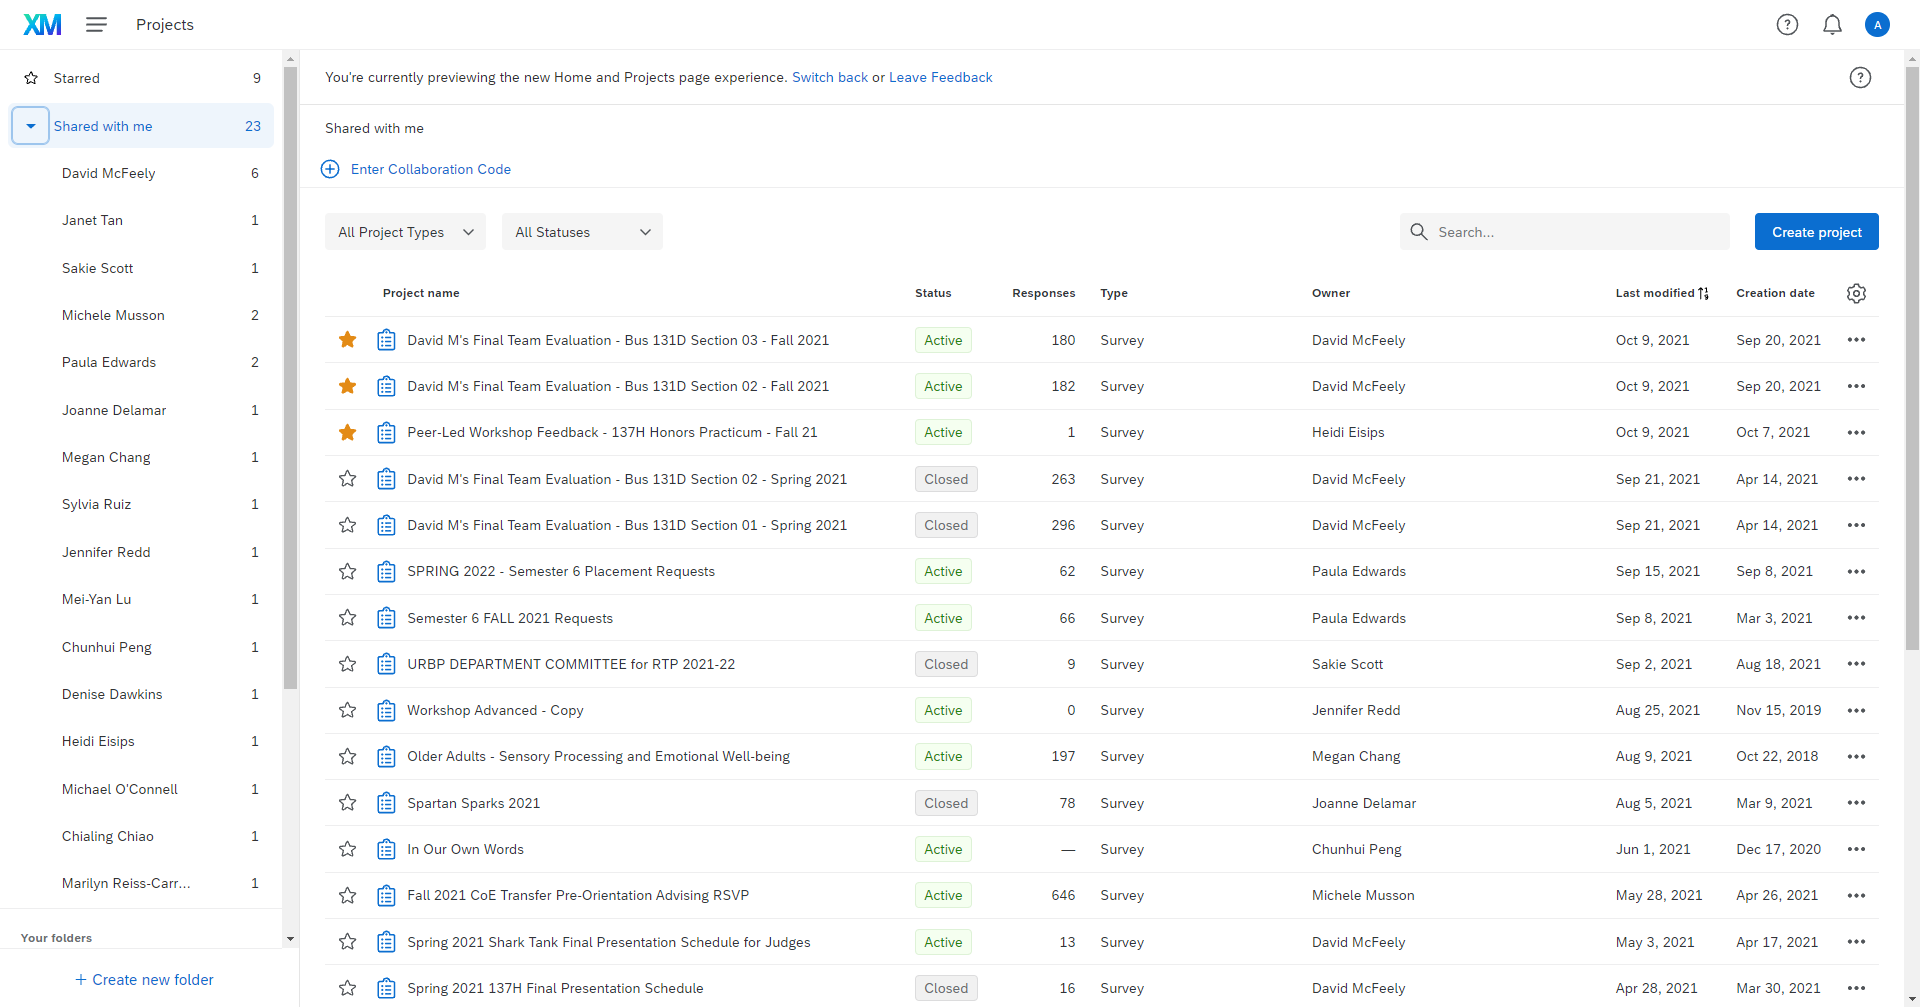 XM Projects ? A
Starred 9
Shared with me 23
David McFeely 6
Janet Tan 1
Sakie Scott 1
Michele Musson 2
Paula Edwards 2
Joanne Delamar 1
Megan Chang 1
Sylvia Ruiz 1
Jennifer Redd 1
Mei-Yan Lu 1
Chunhui Peng 1
Denise Dawkins 1
Heidi Eisips 1
Michael O'Connell 1
Chialing Chiao 1
Marilyn Reiss-Carr... 1
Your folders
+ Create new folder
You're currently previewing the new Home and Projects page experience. Switch back or Leave Feedback ?
Shared with me
Enter Collaboration Code
All Project Types All Statuses Search... Create project
Project name Status Responses Type Owner Last modified Creation date
David M's Final Team Evaluation - Bus 131D Section 03 - Fall 2021 Active 180 Survey David McFeely Oct 9, 2021 Sep 20, 2021 •••
David M's Final Team Evaluation - Bus 131D Section 02 - Fall 2021 Active 182 Survey David McFeely Oct 9, 2021 Sep 20, 2021 •••
Peer-Led Workshop Feedback - 137H Honors Practicum - Fall 21 Active 1 Survey Heidi Eisips Oct 9, 2021 Oct 7, 2021 •••
David M's Final Team Evaluation - Bus 131D Section 02 - Spring 2021 Closed 263 Survey David McFeely Sep 21, 2021 Apr 14, 2021 •••
David M's Final Team Evaluation - Bus 131D Section 01 - Spring 2021 Closed 296 Survey David McFeely Sep 21, 2021 Apr 14, 2021 •••
SPRING 2022 - Semester 6 Placement Requests Active 62 Survey Paula Edwards Sep 15, 2021 Sep 8, 2021 •••
Semester 6 FALL 2021 Requests Active 66 Survey Paula Edwards Sep 8, 2021 Mar 3, 2021 •••
URBP DEPARTMENT COMMITTEE for RTP 2021-22 Closed 9 Survey Sakie Scott Sep 2, 2021 Aug 18, 2021 •••
Workshop Advanced - Copy Active 0 Survey Jennifer Redd Aug 25, 2021 Nov 15, 2019 •••
Older Adults - Sensory Processing and Emotional Well-being Active 197 Survey Megan Chang Aug 9, 2021 Oct 22, 2018 •••
Spartan Sparks 2021 Closed 78 Survey Joanne Delamar Aug 5, 2021 Mar 9, 2021 •••
In Our Own Words Active — Survey Chunhui Peng Jun 1, 2021 Dec 17, 2020 •••
Fall 2021 CoE Transfer Pre-Orientation Advising RSVP Active 646 Survey Michele Musson May 28, 2021 Apr 26, 2021 •••
Spring 2021 Shark Tank Final Presentation Schedule for Judges Active 13 Survey David McFeely May 3, 2021 Apr 17, 2021 •••
Spring 2021 137H Final Presentation Schedule Closed 16 Survey David McFeely Apr 28, 2021 Mar 30, 2021 •••